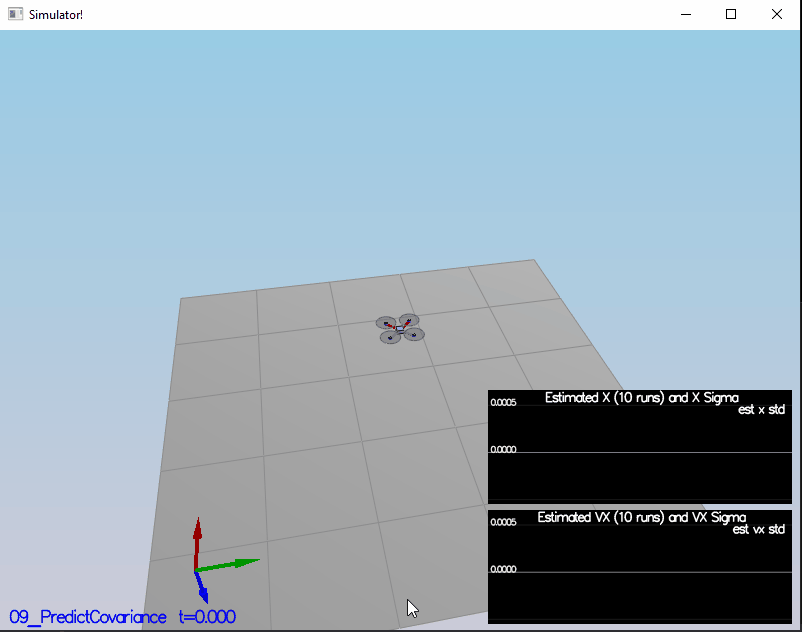 Simulator!
0.0005
Estimated X (10 runs) and X Sigma
est x std
0.0000
0.0005
Estimated VX (10 runs) and VX Sigma
est vx std
0.0000
09_PredictCovariance t=0.000